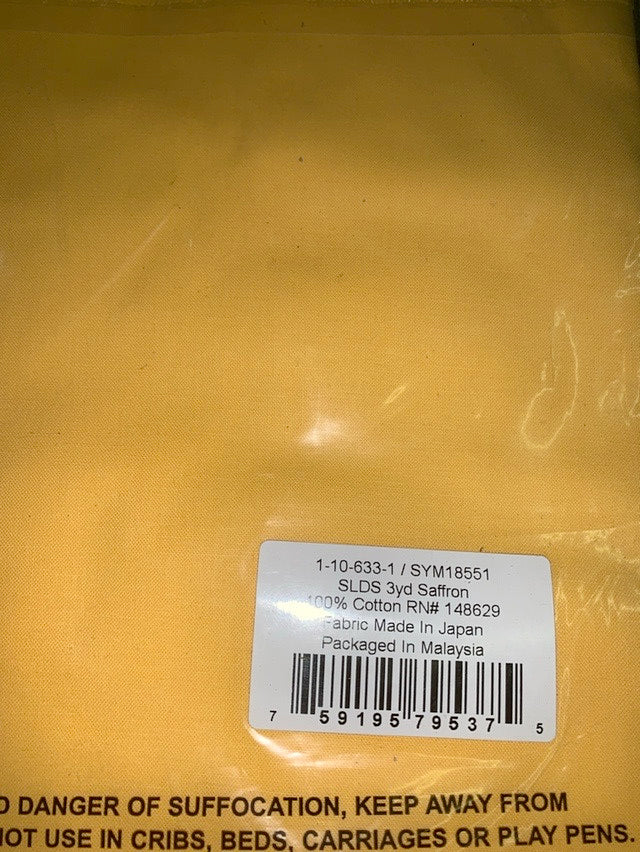 1-10-633-1 / SYM18551
SLDS 3yd Saffron
100% Cotton RN# 148629
Fabric Made In Japan
Packaged In Malaysia
7 59195 79537 5
DANGER OF SUFFOCATION, KEEP AWAY FROM
NOT USE IN CRIBS, BEDS, CARRIAGES OR PLAY PENS.